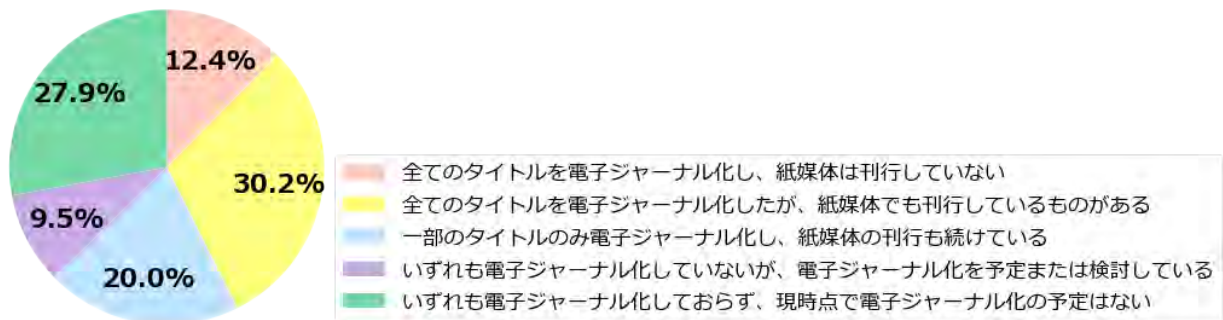 12.4%
27.9%
30.2%
9.5%
20.0%
全てのタイトルを電子ジャーナル化し、紙媒体は刊行していない
全てのタイトルを電子ジャーナル化したが、紙媒体でも刊行しているものがある
一部のタイトルのみ電子ジャーナル化し、紙媒体の刊行も続けている
いずれも電子ジャーナル化していないが、電子ジャーナル化を予定または検討している
いずれも電子ジャーナル化しておらず、現時点で電子ジャーナル化の予定はない